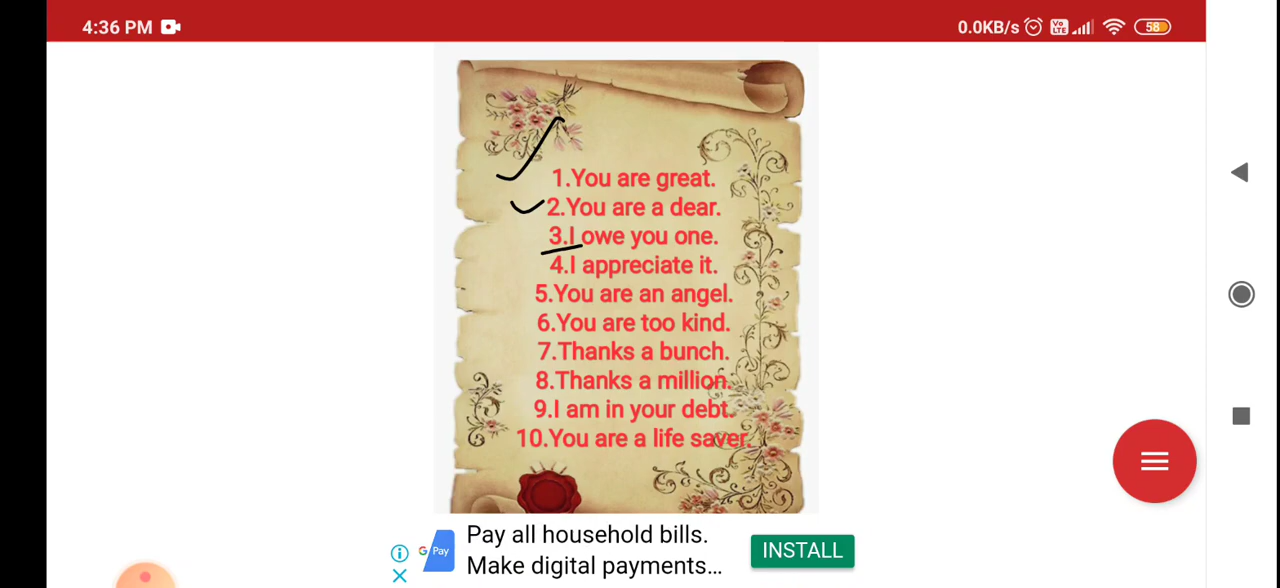 4:36 PM
0.0KB/s
Vo LTE
58
1.You are great.
2.You are a dear.
3.I owe you one.
4.I appreciate it.
5.You are an angel.
6.You are too kind.
7.Thanks a bunch.
8.Thanks a million.
9.I am in your debt.
10.You are a life saver.
G Pay
Pay all household bills.
Make digital payments...
INSTALL